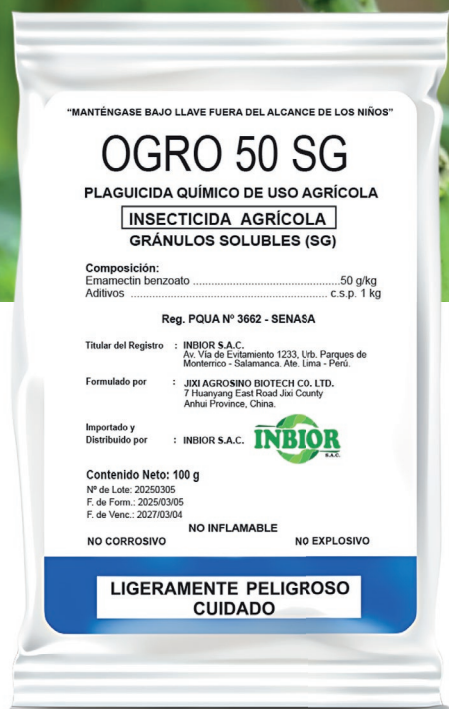 "MANTÉNGASE BAJO LLAVE FUERA DEL ALCANCE DE LOS NIÑOS"
OGRO 50 SG
PLAGUICIDA QUÍMICO DE USO AGRÍCOLA
INSECTICIDA AGRÍCOLA
GRÁNULOS SOLUBLES (SG)
Composición:
Emamectin benzoato ..........................................50 g/kg
Aditivos ....................................................... c.s.p. 1 kg
Reg. PQUA Nº 3662 - SENASA
Titular del Registro : INBIOR S.A.C.
Av. Vía de Evitamiento 1233, Urb. Parques de
Monterrico - Salamanca. Ate. Lima - Perú.
Formulado por : JIXI AGROSINO BIOTECH CO. LTD.
7 Huanyang East Road Jixi County
Anhui Province, China.
Importado y
Distribuido por : INBIOR S.A.C.
INBIOR
S.A.C.
Contenido Neto: 100 g
Nº de Lote: 20250305
F. de Form.: 2025/03/05
F. de Venc.: 2027/03/04
NO INFLAMABLE
NO CORROSIVO NO EXPLOSIVO
LIGERAMENTE PELIGROSO
CUIDADO